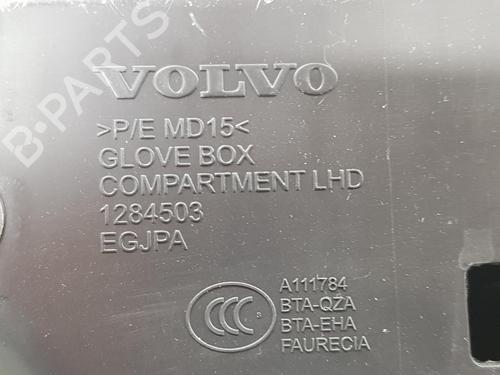 B-PARTS
VOLVO
>P/E MD15<
GLOVE BOX
COMPARTMENT LHD
1284503
EGJPA
CCC S
A111784
BTA-QZA
BTA-EHA
FAURECIA